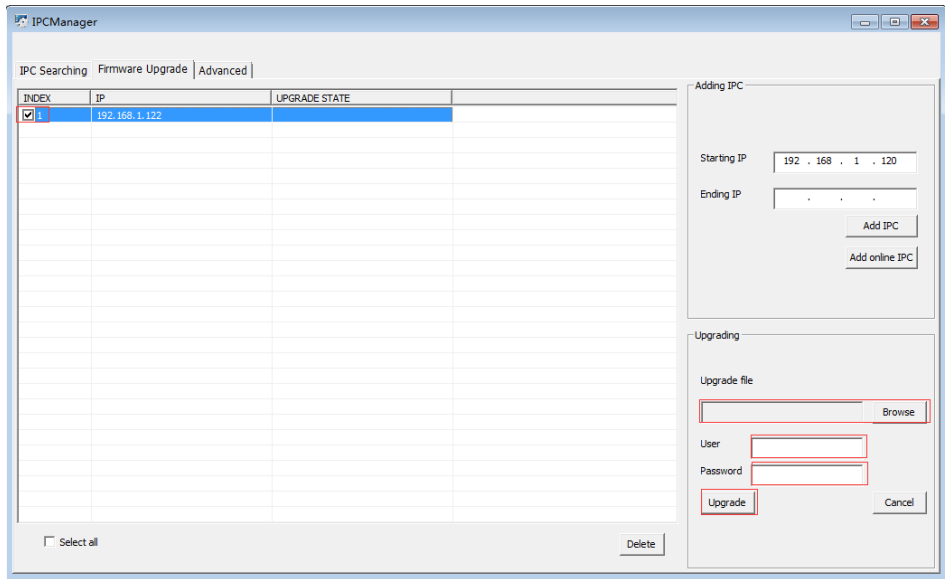 IPCManager
IPC Searching Firmware Upgrade Advanced
INDEX IP UPGRADE STATE
1 192.168.1.122
Select all
Delete
Adding IPC
Starting IP 192 . 168 . 1 . 120
Ending IP . . .
Add IPC
Add online IPC
Upgrading
Upgrade file
Browse
User
Password
Upgrade Cancel